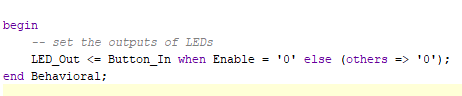 begin
    -- set the outputs of LEDs
    LED_Out <= Button_In when Enable = '0' else (others => '0');
end Behavioral;